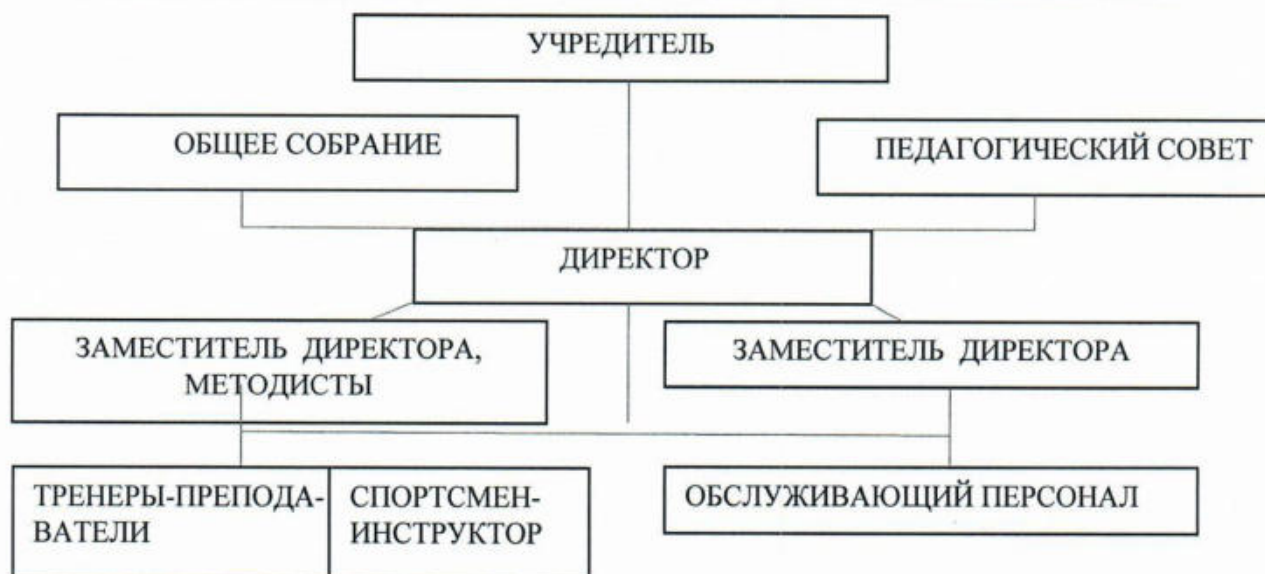 УЧРЕДИТЕЛЬ
ОБЩЕЕ СОБРАНИЕ
ПЕДАГОГИЧЕСКИЙ СОВЕТ
ДИРЕКТОР
ЗАМЕСТИТЕЛЬ ДИРЕКТОРА,
МЕТОДИСТЫ
ЗАМЕСТИТЕЛЬ ДИРЕКТОРА
ТРЕНЕРЫ-ПРЕПОДА-
ВАТЕЛИ
СПОРТСМЕН-
ИНСТРУКТОР
ОБСЛУЖИВАЮЩИЙ ПЕРСОНАЛ